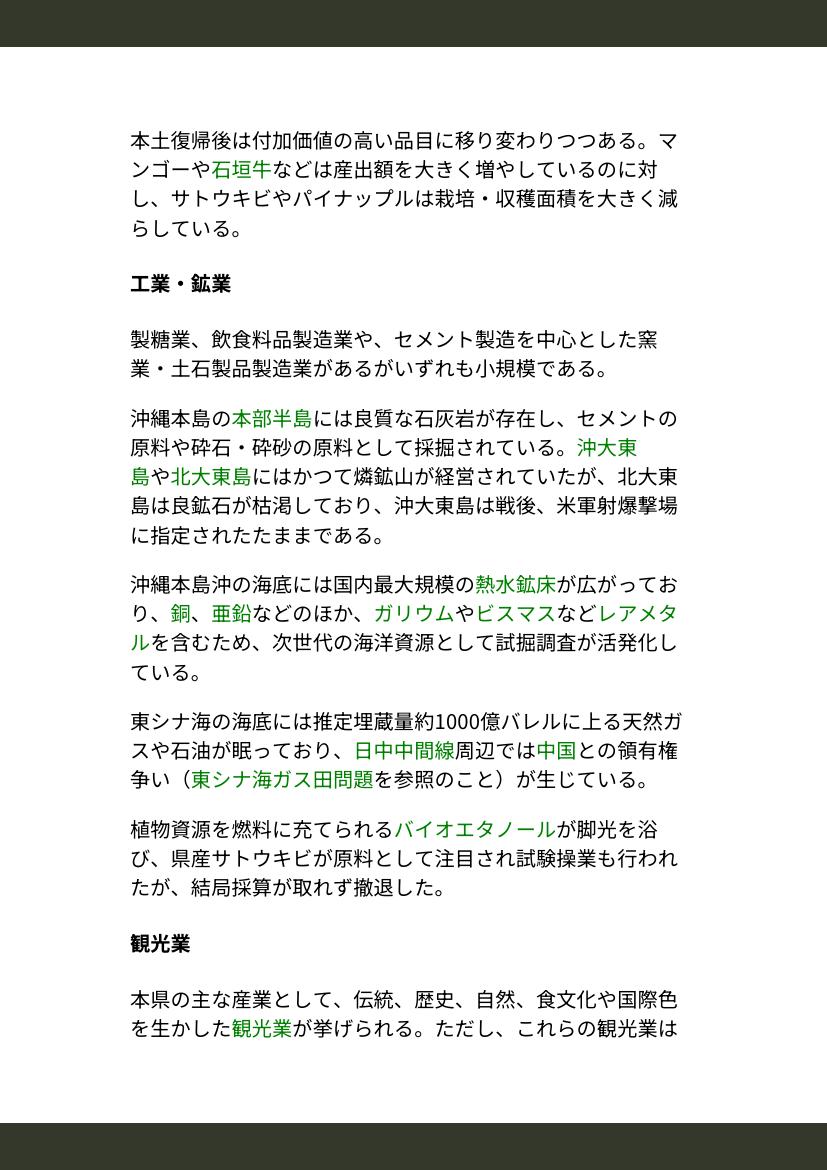 本土復帰後は付加価値の高い品目に移り変わりつつある。マ
ンゴーや石垣牛などは産出額を大きく増やしているのに対
し、サトウキビやパイナップルは栽培・収穫面積を大きく減
らしている。
工業・鉱業
製糖業、飲食料品製造業や、セメント製造を中心とした窯
業・土石製品製造業があるがいずれも小規模である。
沖縄本島の本部半島には良質な石灰岩が存在し、セメントの
原料や砕石・砕砂の原料として採掘されている。沖大東
島や北大東島にはかつて燐鉱山が経営されていたが、北大東
島は良鉱石が枯渇しており、沖大東島は戦後、米軍射爆撃場
に指定されたたままである。
沖縄本島沖の海底には国内最大規模の熱水鉱床が広がってお
り、銅、亜鉛などのほか、ガリウムやビスマスなどレアメタ
ルを含むため、次世代の海洋資源として試掘調査が活発化し
ている。
東シナ海の海底には推定埋蔵量約1000億バレルに上る天然ガ
スや石油が眠っており、日中中間線周辺では中国との領有権
争い（東シナ海ガス田問題を参照のこと）が生じている。
植物資源を燃料に充てられるバイオエタノールが脚光を浴
び、県産サトウキビが原料として注目され試験操業も行われ
たが、結局採算が取れず撤退した。
観光業
本県の主な産業として、伝統、歴史、自然、食文化や国際色
を生かした観光業が挙げられる。ただし、これらの観光業は